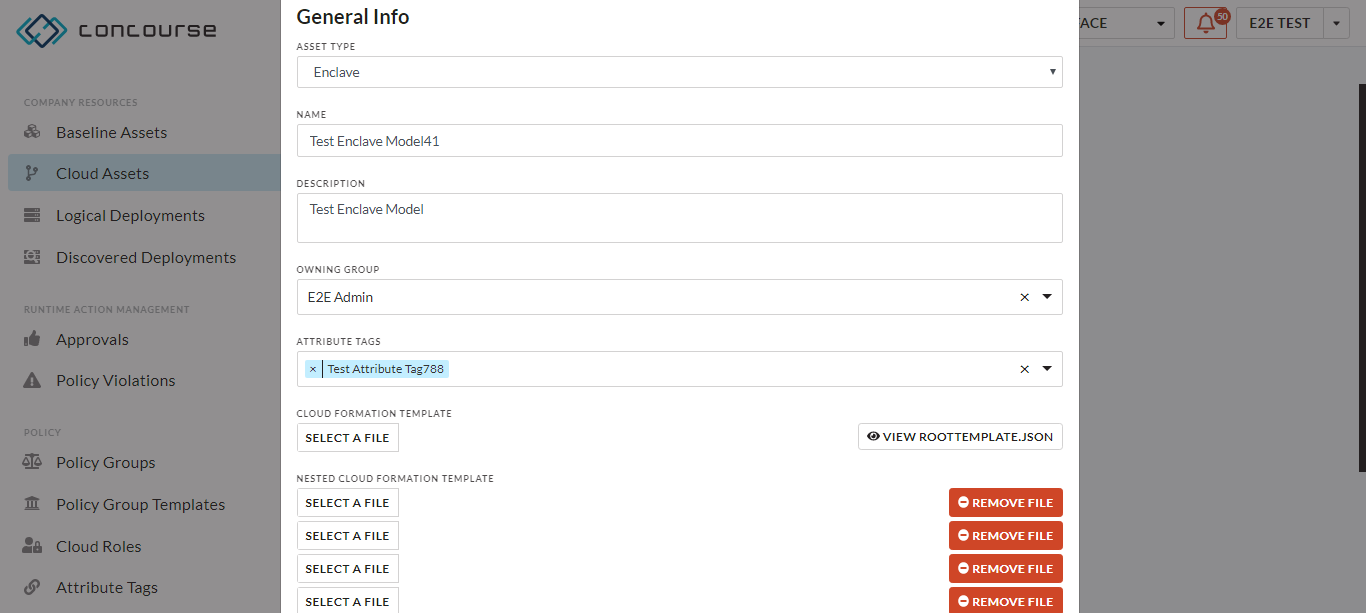 concourse
COMPANY RESOURCES
Baseline Assets
Cloud Assets
Logical Deployments
Discovered Deployments
RUNTIME ACTION MANAGEMENT
Approvals
Policy Violations
POLICY
Policy Groups
Policy Group Templates
Cloud Roles
Attribute Tags
General Info
ASSET TYPE
Enclave
NAME
Test Enclave Model41
DESCRIPTION
Test Enclave Model
OWNING GROUP
E2E Admin
ATTRIBUTE TAGS
× Test Attribute Tag788
CLOUD FORMATION TEMPLATE
SELECT A FILE
VIEW ROOTTEMPLATE.JSON
NESTED CLOUD FORMATION TEMPLATE
SELECT A FILE
REMOVE FILE
SELECT A FILE
REMOVE FILE
SELECT A FILE
REMOVE FILE
SELECT A FILE
REMOVE FILE
FACE
50
E2E TEST